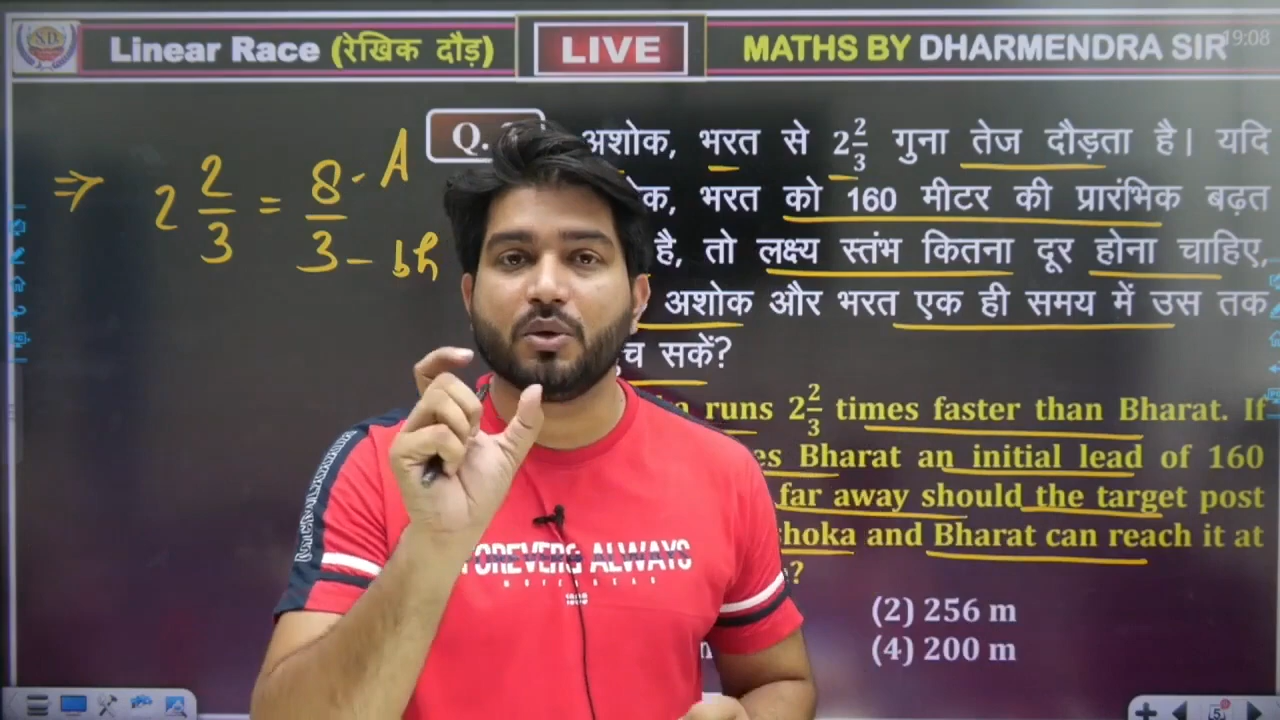 Linear Race (रेखिक दौड़)
LIVE
MATHS BY DHARMENDRA SIR
19:08
Q.
अशोक, भरत से 2 2/3 गुना तेज दौड़ता है। यदि
भरत को 160 मीटर की प्रारंभिक बढ़त
है, तो लक्ष्य स्तंभ कितना दूर होना चाहिए,
अशोक और भरत एक ही समय में उस तक
सकें?
⇒ 2 2/3 = 8 - A
3 - bh
runs 2 2/3 times faster than Bharat. If
Bharat an initial lead of 160
far away should the target post
and Bharat can reach it at
?
(2) 256 m
(4) 200 m
FOREVERG ALWAYS